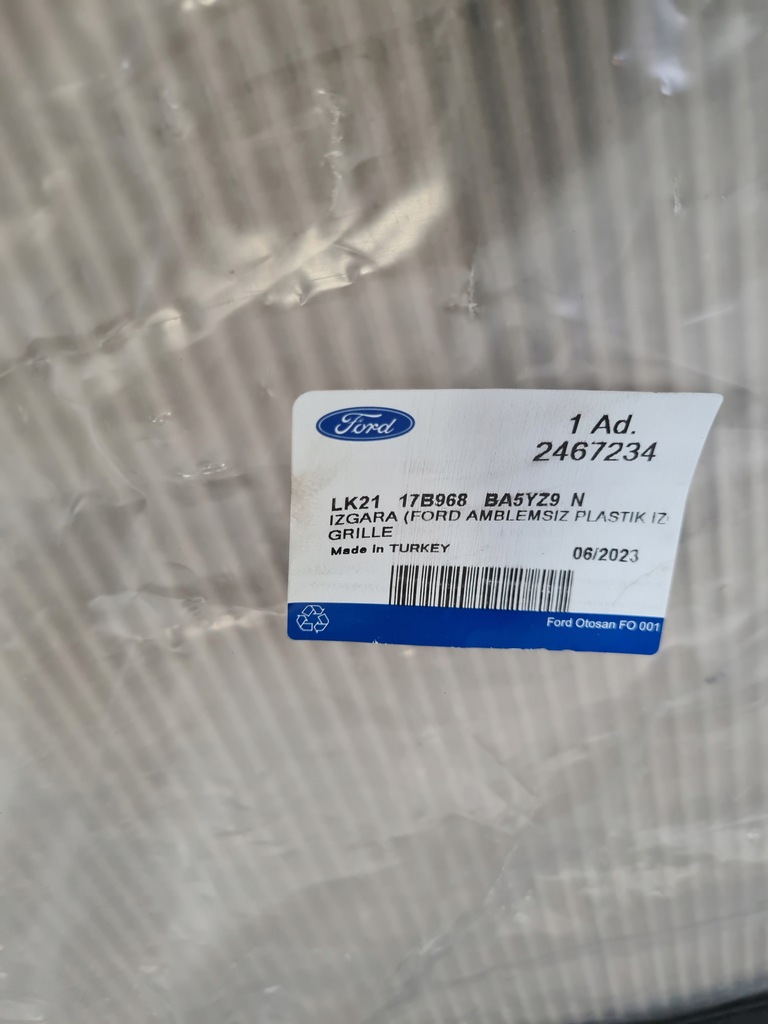 Ford
1 Ad.
2467234
LK21 17B968 BA5YZ9 N
IZGARA (FORD AMBLEMSIZ PLASTIK IZ
GRILLE
Made in TURKEY
06/2023
Ford Otosan FO 001